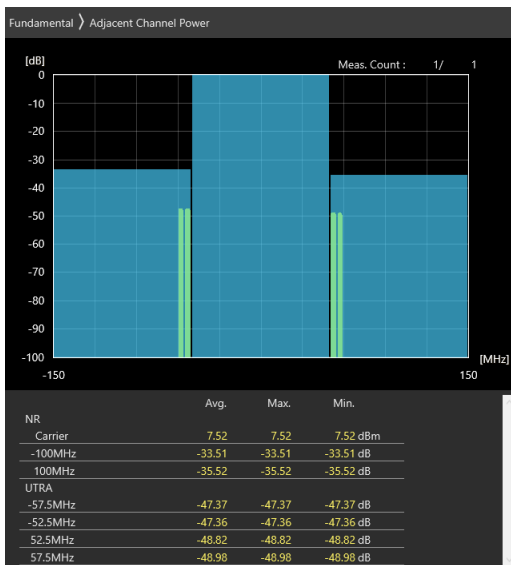 Fundamental ❭ Adjacent Channel Power
[dB]
Meas. Count : 1/ 1
0
-10
-20
-30
-40
-50
-60
-70
-80
-90
-100
[MHz]
-150 150
Avg. Max. Min.
NR
Carrier 7.52 7.52 7.52 dBm
-100MHz -33.51 -33.51 -33.51 dB
100MHz -35.52 -35.52 -35.52 dB
UTRA
-57.5MHz -47.37 -47.37 -47.37 dB
-52.5MHz -47.36 -47.36 -47.36 dB
52.5MHz -48.82 -48.82 -48.82 dB
57.5MHz -48.98 -48.98 -48.98 dB